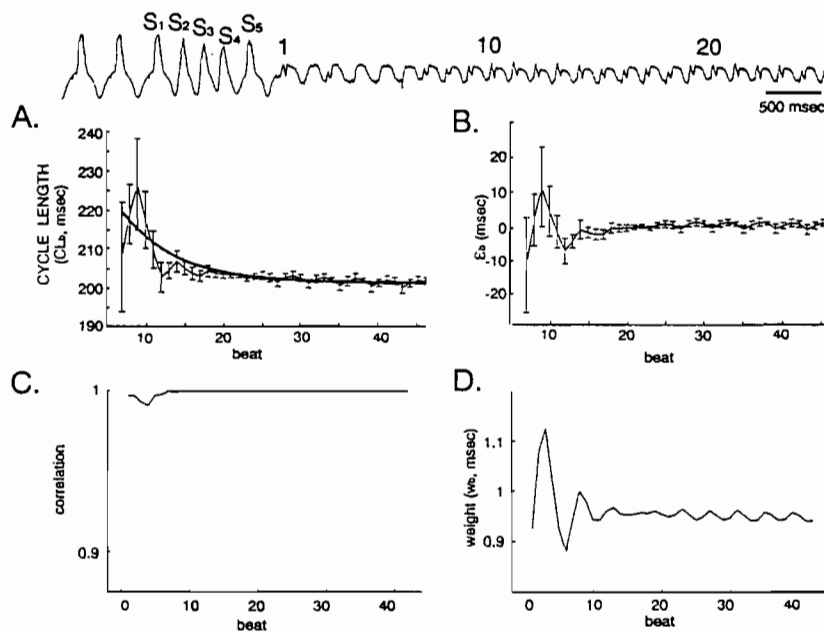 S1 S2 S3 S4 S5
1 10 20
500 msec
A.
240
230
220
210
200
190
CYCLE LENGTH
(CLb, msec)
10 20 30 40
beat
B.
20
10
0
-10
-20
εb (msec)
10 20 30 40
beat
C.
1
0.9
correlation
0 10 20 30 40
beat
D.
1.1
1
0.9
weight (wb, msec)
0 10 20 30 40
beat